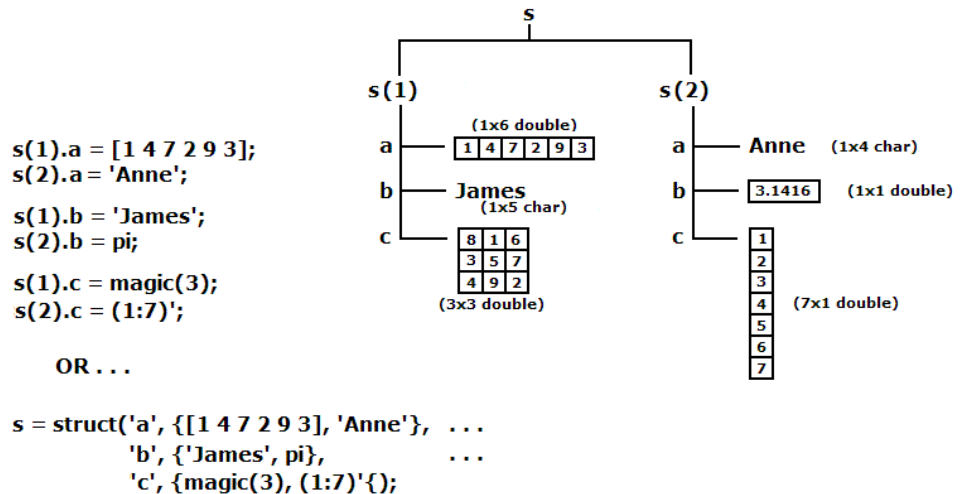 s
s(1)
s(2)
(1x6 double)
a
1 4 7 2 9 3
a
Anne (1x4 char)
b
James
(1x5 char)
b
3.1416 (1x1 double)
c
8 1 6
3 5 7
4 9 2
(3x3 double)
c
1
2
3
4
5
6
7
(7x1 double)
s(1).a = [1 4 7 2 9 3];
s(2).a = 'Anne';
s(1).b = 'James';
s(2).b = pi;
s(1).c = magic(3);
s(2).c = (1:7)';
OR . . .
s = struct('a', {[1 4 7 2 9 3], 'Anne'}, . . .
'b', {'James', pi}, . . .
'c', {magic(3), (1:7)'{);